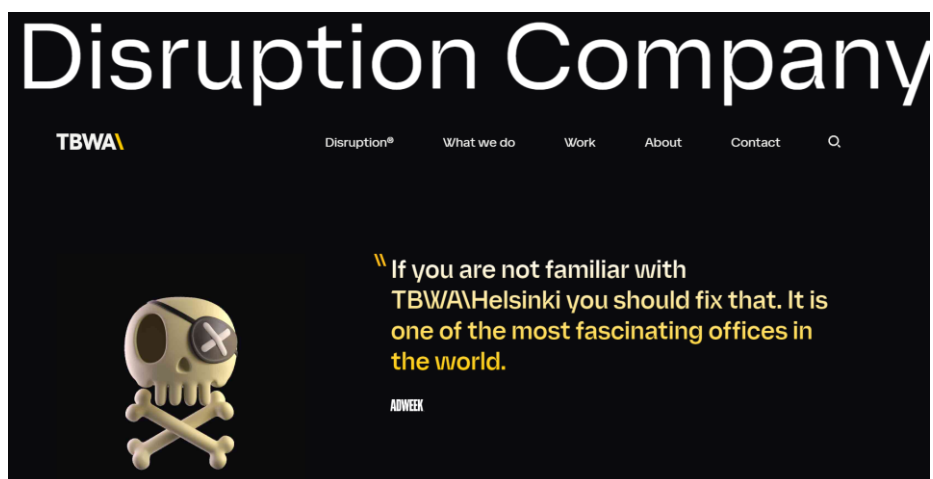 Disruption Company
TBWA\
Disruption® What we do Work About Contact
\\ If you are not familiar with
TBWA\Helsinki you should fix that. It is
one of the most fascinating offices in
the world.
ADWEEK